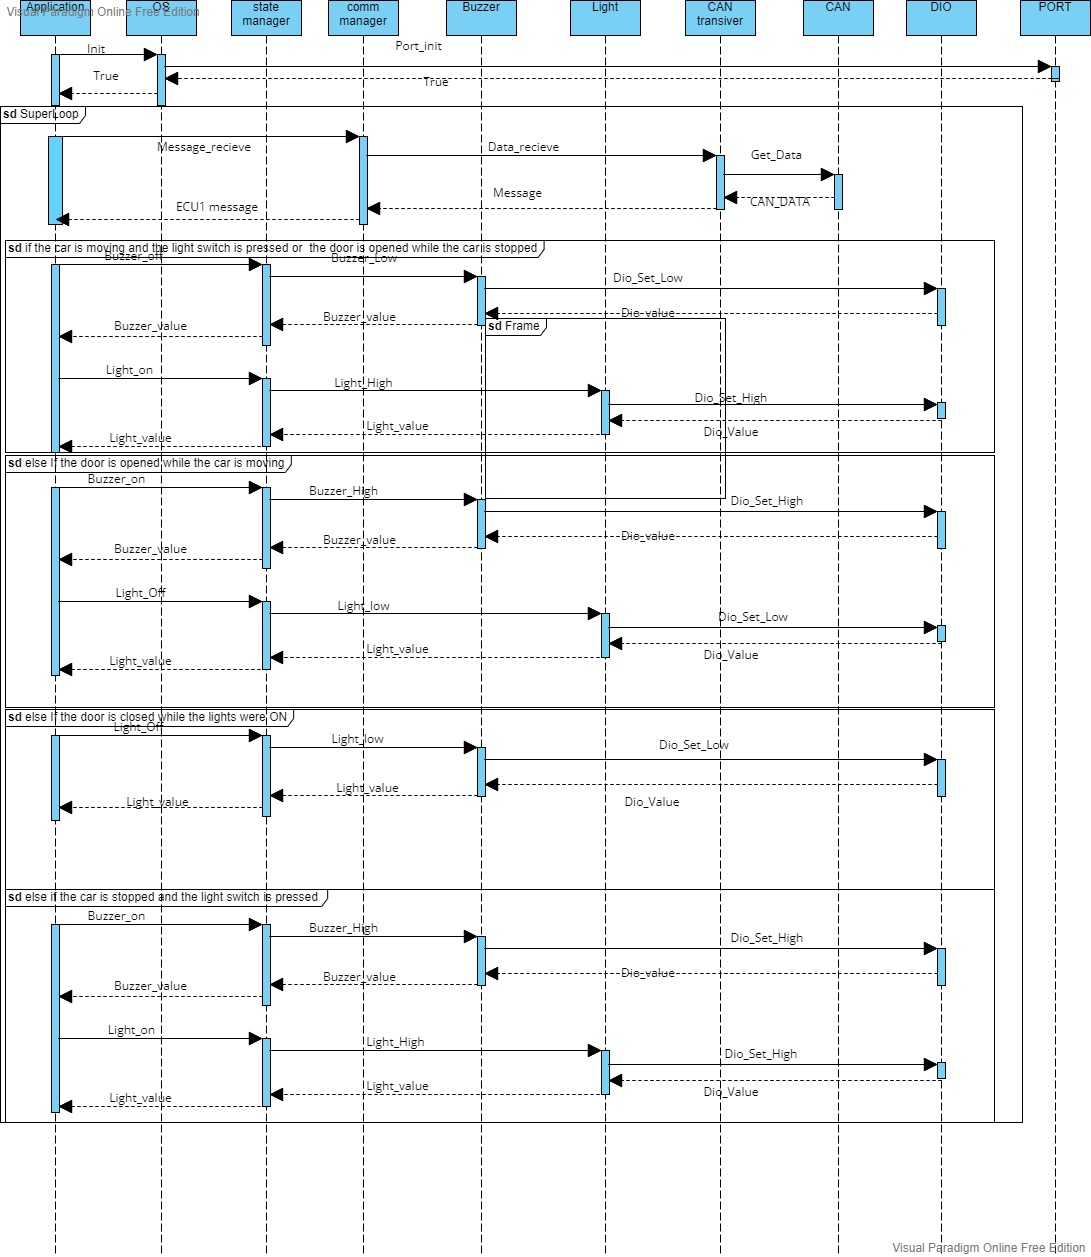 Visual Paradigm Online Free Edition
Application
OS
state
manager
comm
manager
Buzzer
Light
CAN
transiver
CAN
DIO
PORT
Init
Port_init
True
True
sd SuperLoop
Message_recieve
Data_recieve
Get_Data
CAN_DATA
Message
ECU1 message
sd if the car is moving and the light switch is pressed or the door is opened while the car is stopped
Buzzer_off
Buzzer_Low
Dio_Set_Low
Dio_value
Buzzer_value
Buzzer_value
sd Frame
Light_on
Light_High
Dio_Set_High
Dio_Value
Light_value
Light_value
sd else If the door is opened while the car is moving
Buzzer_on
Buzzer_High
Dio_Set_High
Dio_value
Buzzer_value
Buzzer_value
Light_Off
Light_low
Dio_Set_Low
Dio_Value
Light_value
Light_value
sd else If the door is closed while the lights were ON
Light_Off
Light_low
Dio_Set_Low
Dio_Value
Light_value
Light_value
sd else if the car is stopped and the light switch is pressed
Buzzer_on
Buzzer_High
Dio_Set_High
Dio_value
Buzzer_value
Buzzer_value
Light_on
Light_High
Dio_Set_High
Dio_Value
Light_value
Light_value
Visual Paradigm Online Free Edition